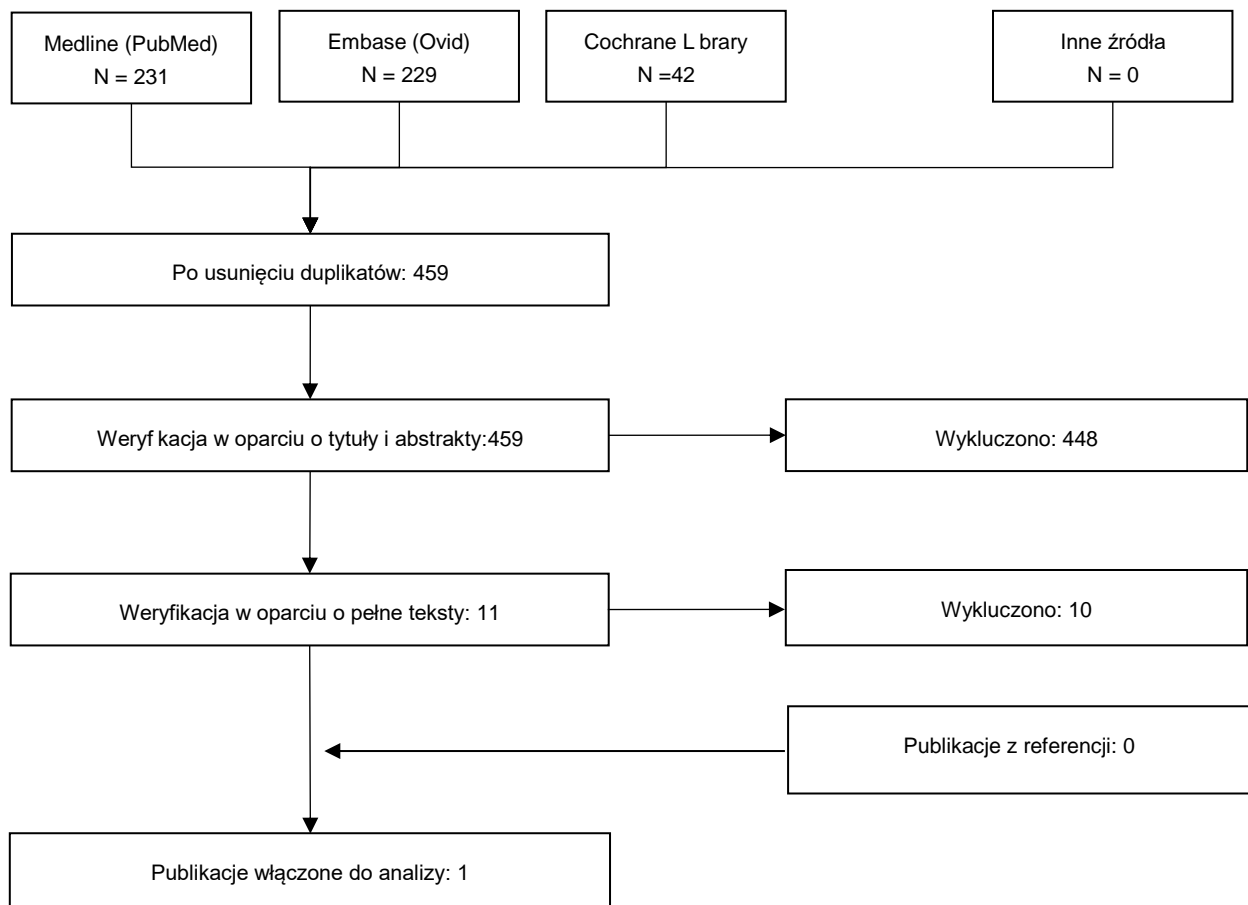 Medline (PubMed)
N = 231
Embase (Ovid)
N = 229
Cochrane L brary
N =42
Inne źródła
N = 0
Po usunięciu duplikatów: 459
Weryf kacja w oparciu o tytuły i abstrakty:459
Wykluczono: 448
Weryfikacja w oparciu o pełne teksty: 11
Wykluczono: 10
Publikacje z referencji: 0
Publikacje włączone do analizy: 1